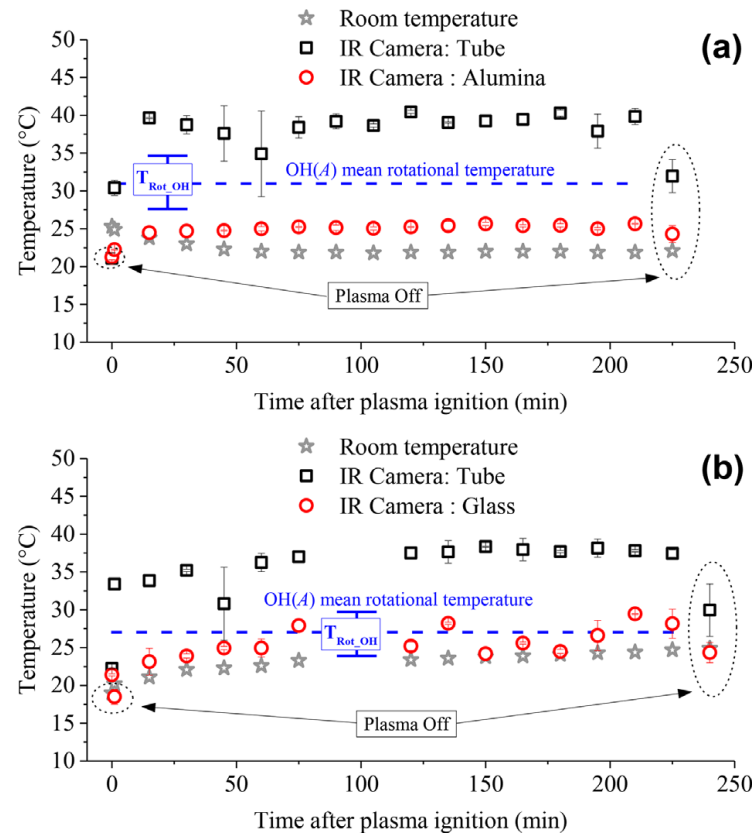 Room temperature
IR Camera: Tube
IR Camera : Alumina
(a)
50
45
40
35
30
25
20
15
10
Temperature (°C)
OH(A) mean rotational temperature
T Rot_OH
Plasma Off
0 50 100 150 200 250
Time after plasma ignition (min)
Room temperature
IR Camera: Tube
IR Camera : Glass
(b)
50
45
40
35
30
25
20
15
10
Temperature (°C)
OH(A) mean rotational temperature
T Rot_OH
Plasma Off
0 50 100 150 200 250
Time after plasma ignition (min)